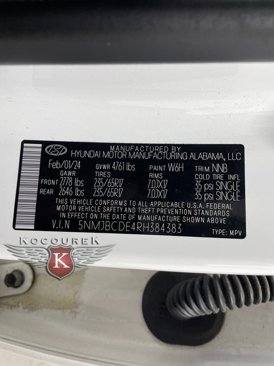 MANUFACTURED BY
HYUNDAI MOTOR MANUFACTURING ALABAMA, LLC
Feb/01/24 GVWR 4761 lbs PAINT W6H TRIM NNB
TIRES RIMS COLD TIRE INFL
FRONT 2778 lbs 235/65R17 7.0JX17 35 psi SINGLE
REAR 2646 lbs 235/65R17 7.0JX17 35 psi SINGLE
THIS VEHICLE CONFORMS TO ALL APPLICABLE U.S.A. FEDERAL
MOTOR VEHICLE SAFETY, BUMPER, AND THEFT PREVENTION
STANDARDS IN EFFECT ON THE DATE OF MANUFACTURE SHOWN ABOVE.
V.I.N 5NMJBCDE4RH384383 TYPE: MPV
KOCOUREK